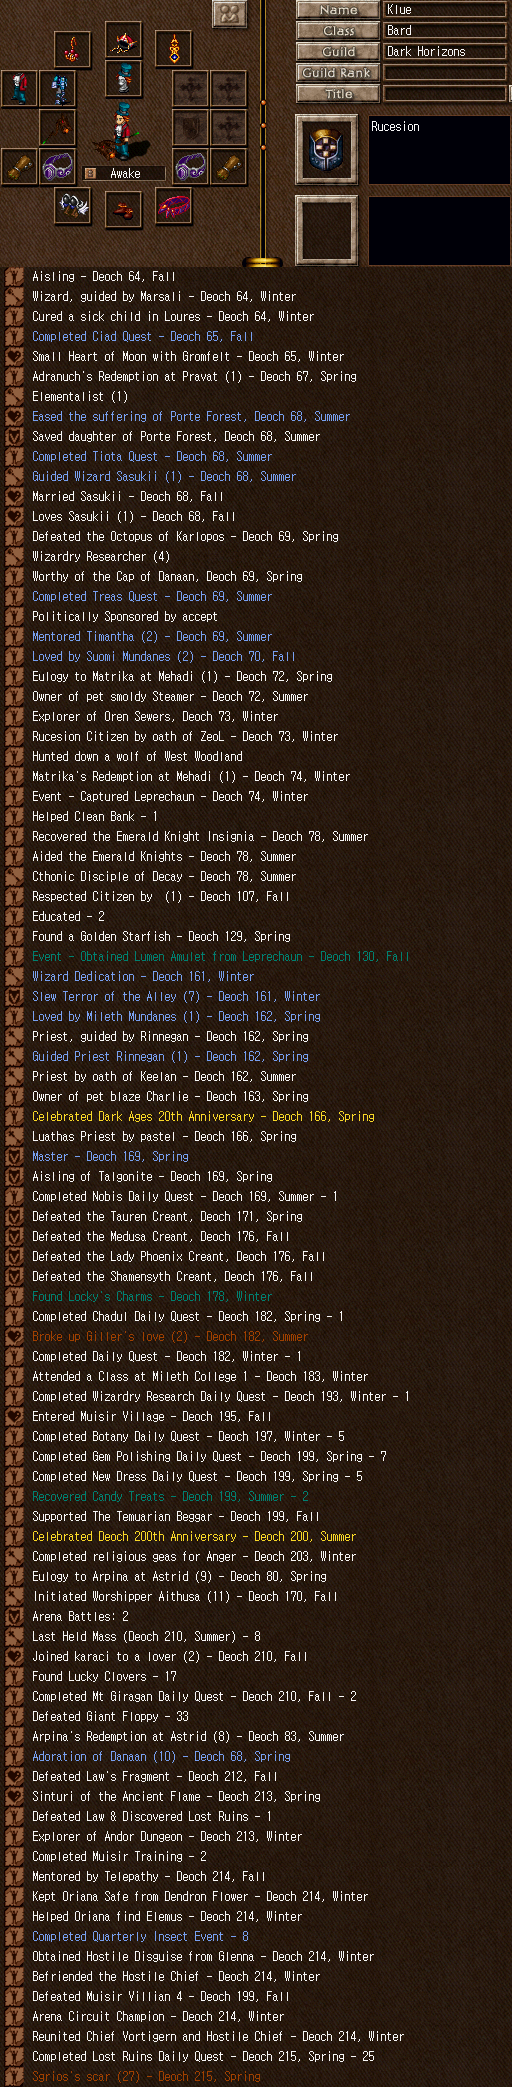 Name Klue
Class Bard
Guild Dark Horizons
Guild Rank
Title
Rucesion
Awake
Aisling - Deoch 64, Fall
Wizard, guided by Marsali - Deoch 64, Winter
Cured a sick child in Loures - Deoch 64, Winter
Completed Ciad Quest - Deoch 65, Fall
Small Heart of Moon with Gromfelt - Deoch 65, Winter
Adranuch's Redemption at Pravat (1) - Deoch 67, Spring
Elementalist (1)
Eased the suffering of Porte Forest, Deoch 68, Summer
Saved daughter of Porte Forest, Deoch 68, Summer
Completed Tiota Quest - Deoch 68, Summer
Guided Wizard Sasukii (1) - Deoch 68, Summer
Married Sasukii - Deoch 68, Fall
Loves Sasukii (1) - Deoch 68, Fall
Defeated the Octopus of Karlopos - Deoch 69, Spring
Wizardry Researcher (4)
Worthy of the Cap of Danaan, Deoch 69, Spring
Completed Treas Quest - Deoch 69, Summer
Politically Sponsored by accept
Mentored Timantha (2) - Deoch 69, Summer
Loved by Suomi Mundanes (2) - Deoch 70, Fall
Eulogy to Matrika at Mehadi (1) - Deoch 72, Spring
Owner of pet smoldy Steamer - Deoch 72, Summer
Explorer of Oren Sewers, Deoch 73, Winter
Rucesion Citizen by oath of ZeoL - Deoch 73, Winter
Hunted down a wolf of West Woodland
Matrika's Redemption at Mehadi (1) - Deoch 74, Winter
Event - Captured Leprechaun - Deoch 74, Winter
Helped Clean Bank - 1
Recovered the Emerald Knight Insignia - Deoch 78, Summer
Aided the Emerald Knights - Deoch 78, Summer
Cthonic Disciple of Decay - Deoch 78, Summer
Respected Citizen by  (1) - Deoch 107, Fall
Educated - 2
Found a Golden Starfish - Deoch 129, Spring
Event - Obtained Lumen Amulet from Leprechaun - Deoch 130, Fall
Wizard Dedication - Deoch 161, Winter
Slew Terror of the Alley (7) - Deoch 161, Winter
Loved by Mileth Mundanes (1) - Deoch 162, Spring
Priest, guided by Rinnegan - Deoch 162, Spring
Guided Priest Rinnegan (1) - Deoch 162, Spring
Priest by oath of Keelan - Deoch 162, Summer
Owner of pet blaze Charlie - Deoch 163, Spring
Celebrated Dark Ages 20th Anniversary - Deoch 166, Spring
Luathas Priest by pastel - Deoch 166, Spring
Master - Deoch 169, Spring
Aisling of Talgonite - Deoch 169, Spring
Completed Nobis Daily Quest - Deoch 169, Summer - 1
Defeated the Tauren Creant, Deoch 171, Spring
Defeated the Medusa Creant, Deoch 176, Fall
Defeated the Lady Phoenix Creant, Deoch 176, Fall
Defeated the Shamensyth Creant, Deoch 176, Fall
Found Locky's Charms - Deoch 178, Winter
Completed Chadul Daily Quest - Deoch 182, Spring - 1
Broke up Giller's love (2) - Deoch 182, Summer
Completed Daily Quest - Deoch 182, Winter - 1
Attended a Class at Mileth College 1 - Deoch 183, Winter
Completed Wizardry Research Daily Quest - Deoch 193, Winter - 1
Entered Muisir Village - Deoch 195, Fall
Completed Botany Daily Quest - Deoch 197, Winter - 5
Completed Gem Polishing Daily Quest - Deoch 199, Spring - 7
Completed New Dress Daily Quest - Deoch 199, Spring - 5
Recovered Candy Treats - Deoch 199, Summer - 2
Supported The Temuarian Beggar - Deoch 199, Fall
Celebrated Deoch 200th Anniversary - Deoch 200, Summer
Completed religious geas for Anger - Deoch 203, Winter
Eulogy to Arpina at Astrid (9) - Deoch 80, Spring
Initiated Worshipper Aithusa (11) - Deoch 170, Fall
Arena Battles: 2
Last Held Mass (Deoch 210, Summer) - 8
Joined karaci to a lover (2) - Deoch 210, Fall
Found Lucky Clovers - 17
Completed Mt Giragan Daily Quest - Deoch 210, Fall - 2
Defeated Giant Floppy - 33
Arpina's Redemption at Astrid (8) - Deoch 83, Summer
Adoration of Danaan (10) - Deoch 68, Spring
Defeated Law's Fragment - Deoch 212, Fall
Sinturi of the Ancient Flame - Deoch 213, Spring
Defeated Law & Discovered Lost Ruins - 1
Explorer of Andor Dungeon - Deoch 213, Winter
Completed Muisir Training - 2
Mentored by Telepathy - Deoch 214, Fall
Kept Oriana Safe from Dendron Flower - Deoch 214, Winter
Helped Oriana find Elemus - Deoch 214, Winter
Completed Quarterly Insect Event - 8
Obtained Hostile Disguise from Glenna - Deoch 214, Winter
Befriended the Hostile Chief - Deoch 214, Winter
Defeated Muisir Villian 4 - Deoch 199, Fall
Arena Circuit Champion - Deoch 214, Winter
Reunited Chief Vortigern and Hostile Chief - Deoch 214, Winter
Completed Lost Ruins Daily Quest - Deoch 215, Spring - 25
Sgrios's scar (27) - Deoch 215, Spring